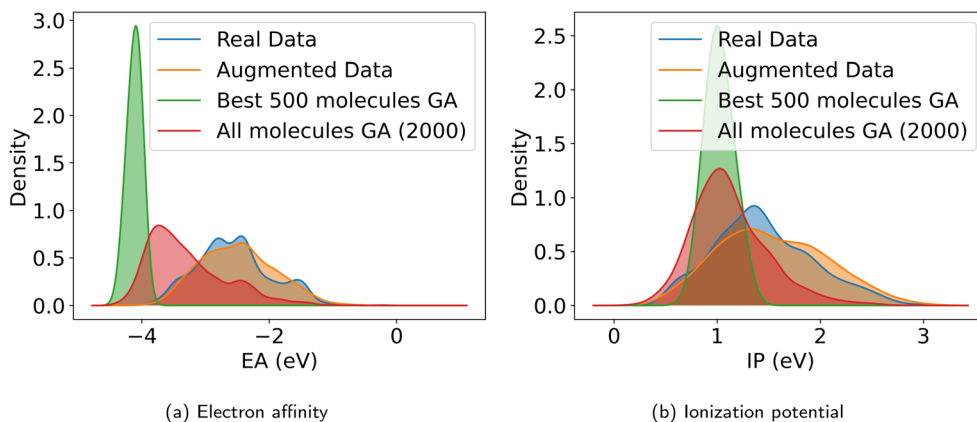 3.0
2.5
2.0
1.5
1.0
0.5
0.0
Density
−4
−2
0
EA (eV)
Real Data
Augmented Data
Best 500 molecules GA
All molecules GA (2000)
(a) Electron affinity
2.5
2.0
1.5
1.0
0.5
0.0
Density
0
1
2
3
IP (eV)
Real Data
Augmented Data
Best 500 molecules GA
All molecules GA (2000)
(b) Ionization potential